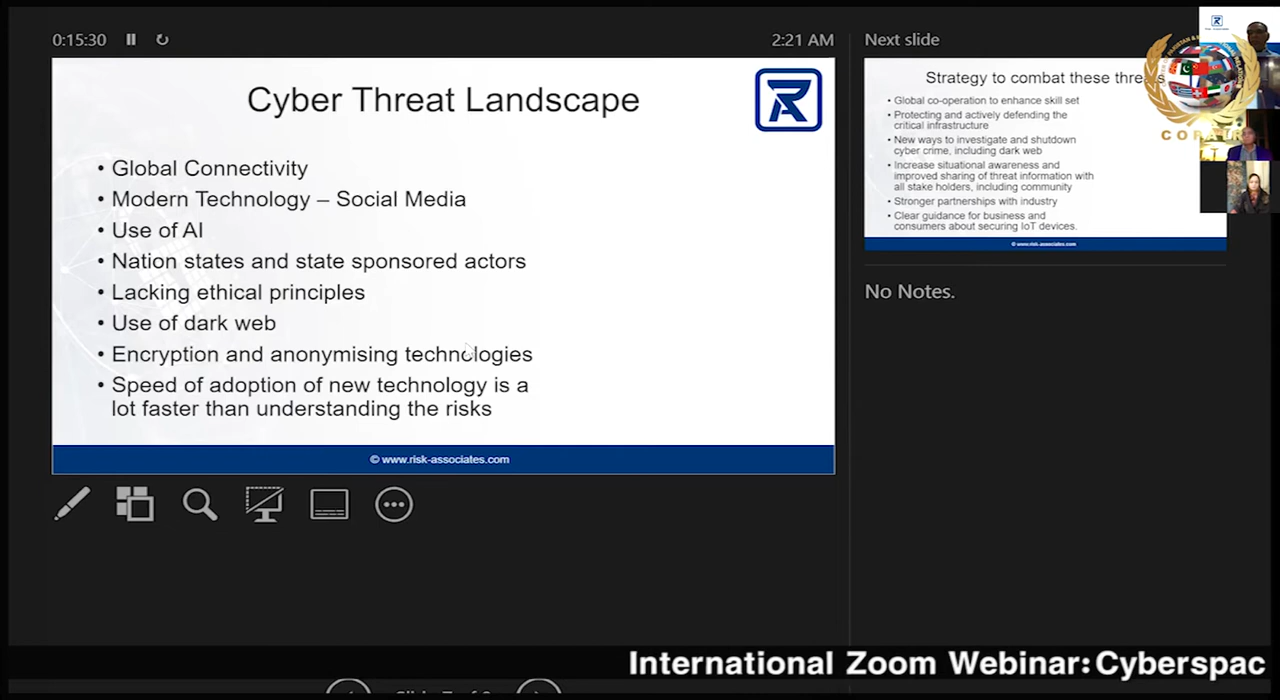 0:15:30
2:21 AM
Next slide
Cyber Threat Landscape
• Global Connectivity
• Modern Technology – Social Media
• Use of AI
• Nation states and state sponsored actors
• Lacking ethical principles
• Use of dark web
• Encryption and anonymising technologies
• Speed of adoption of new technology is a
lot faster than understanding the risks
© www.risk-associates.com
Strategy to combat these
• Global co-operation to enhance skill set
• Protecting and actively defending the
critical infrastructure
• New ways to investigate and shutdown
cyber crime, including dark web
• Increase situational awareness and
improved sharing of threat information with
all stake holders, including community
• Stronger partnerships with industry
• Clear guidance for business and
consumers about securing IoT devices.
© www.risk-associates.com
No Notes.
International Zoom Webinar: Cyberspac